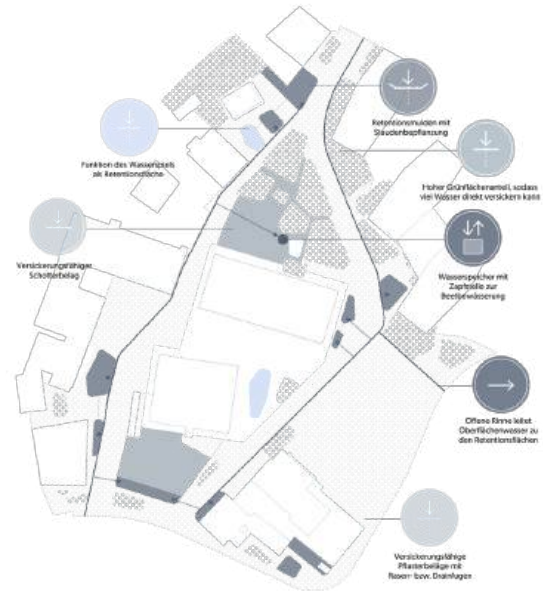 Retentionsmulden mit
Staudenbepflanzung
Funktion des Wasserspiels
als Retentionsfläche
Hoher Grünflächenanteil, sodass
viel Wasser direkt versickern kann
Versickerungsfähiger
Schotterbelag
Wasserspeicher mit
Zapfstelle zur
Beetbewässerung
Offene Rinne leitet
Oberflächenwasser zu
den Retentionsflächen
Versickerungsfähige
Pflasterbeläge mit
Rasen- bzw. Drainfugen